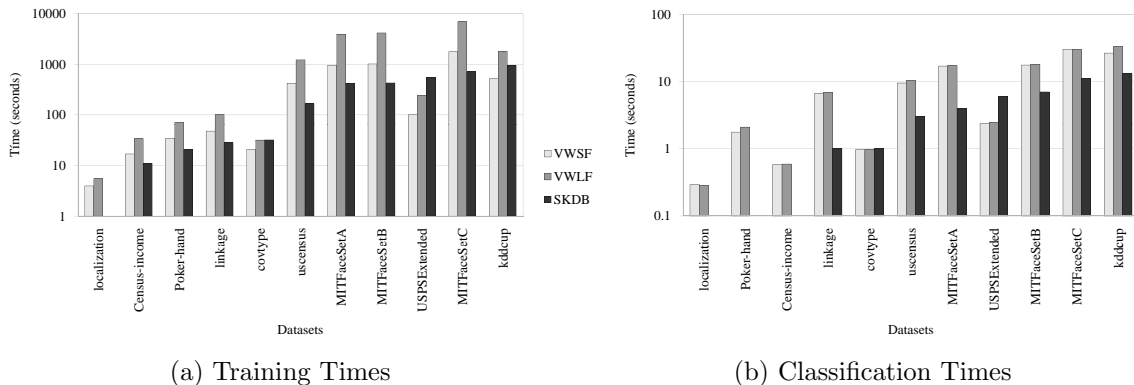 10000
1000
100
10
1
Time (seconds)
localization
Census-income
Poker-hand
linkage
covtype
uscensus
MITFaceSetA
MITFaceSetB
USPSExtended
MITFaceSetC
kddcup
Datasets
VWSF
VWLF
SKDB
(a) Training Times
100
10
1
0.1
Time (seconds)
localization
Poker-hand
Census-income
linkage
covtype
uscensus
MITFaceSetA
USPSExtended
MITFaceSetB
MITFaceSetC
kddcup
Datasets
(b) Classification Times